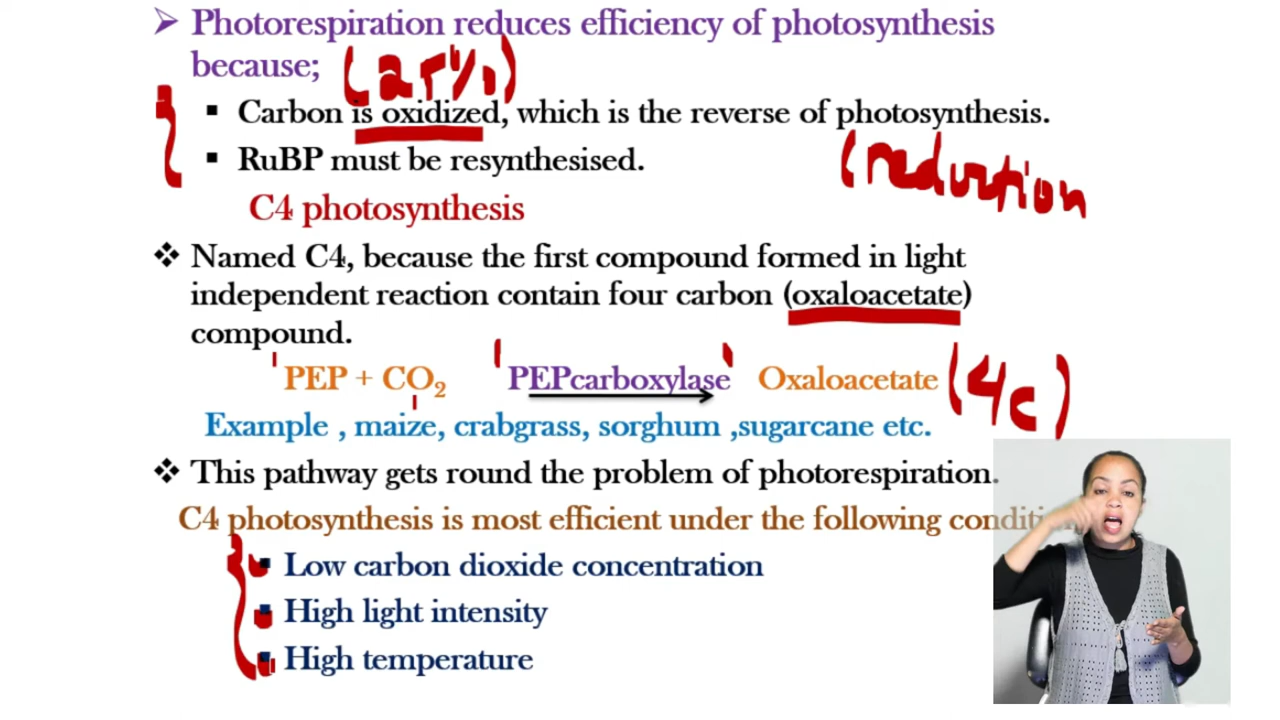 ➢ Photorespiration reduces efficiency of photosynthesis
because;
▪ Carbon is oxidized, which is the reverse of photosynthesis.
▪ RuBP must be resynthesised.
(reduction
C4 photosynthesis
❖ Named C4, because the first compound formed in light
independent reaction contain four carbon (oxaloacetate)
compound.
PEP + CO₂ PEPcarboxylase Oxaloacetate (4c)
Example , maize, crabgrass, sorghum ,sugarcane etc.
❖ This pathway gets round the problem of photorespiration.
C4 photosynthesis is most efficient under the following
▪ Low carbon dioxide concentration
▪ High light intensity
▪ High temperature